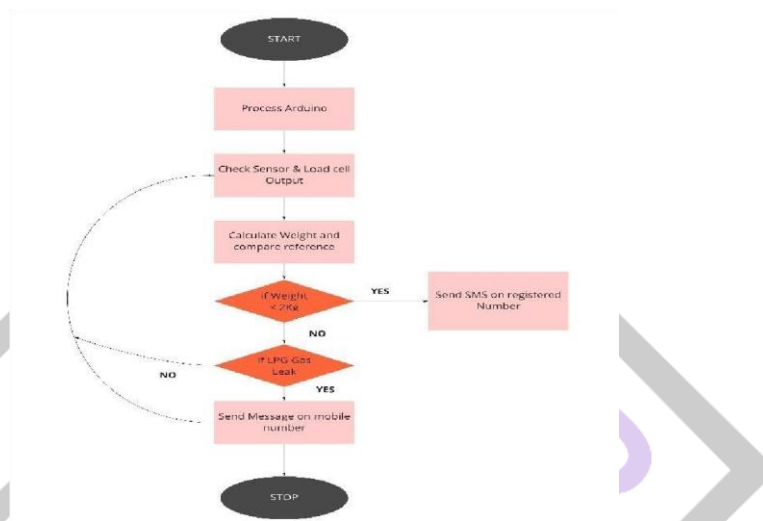 START
Process Arduino
Check Sensor & Load cell
Output
Calculate Weight and
compare reference
if Weight
< 2Kg
YES
Send SMS on registered
Number
NO
If LPG Gas
Leak
NO
YES
Send Message on mobile
number
STOP